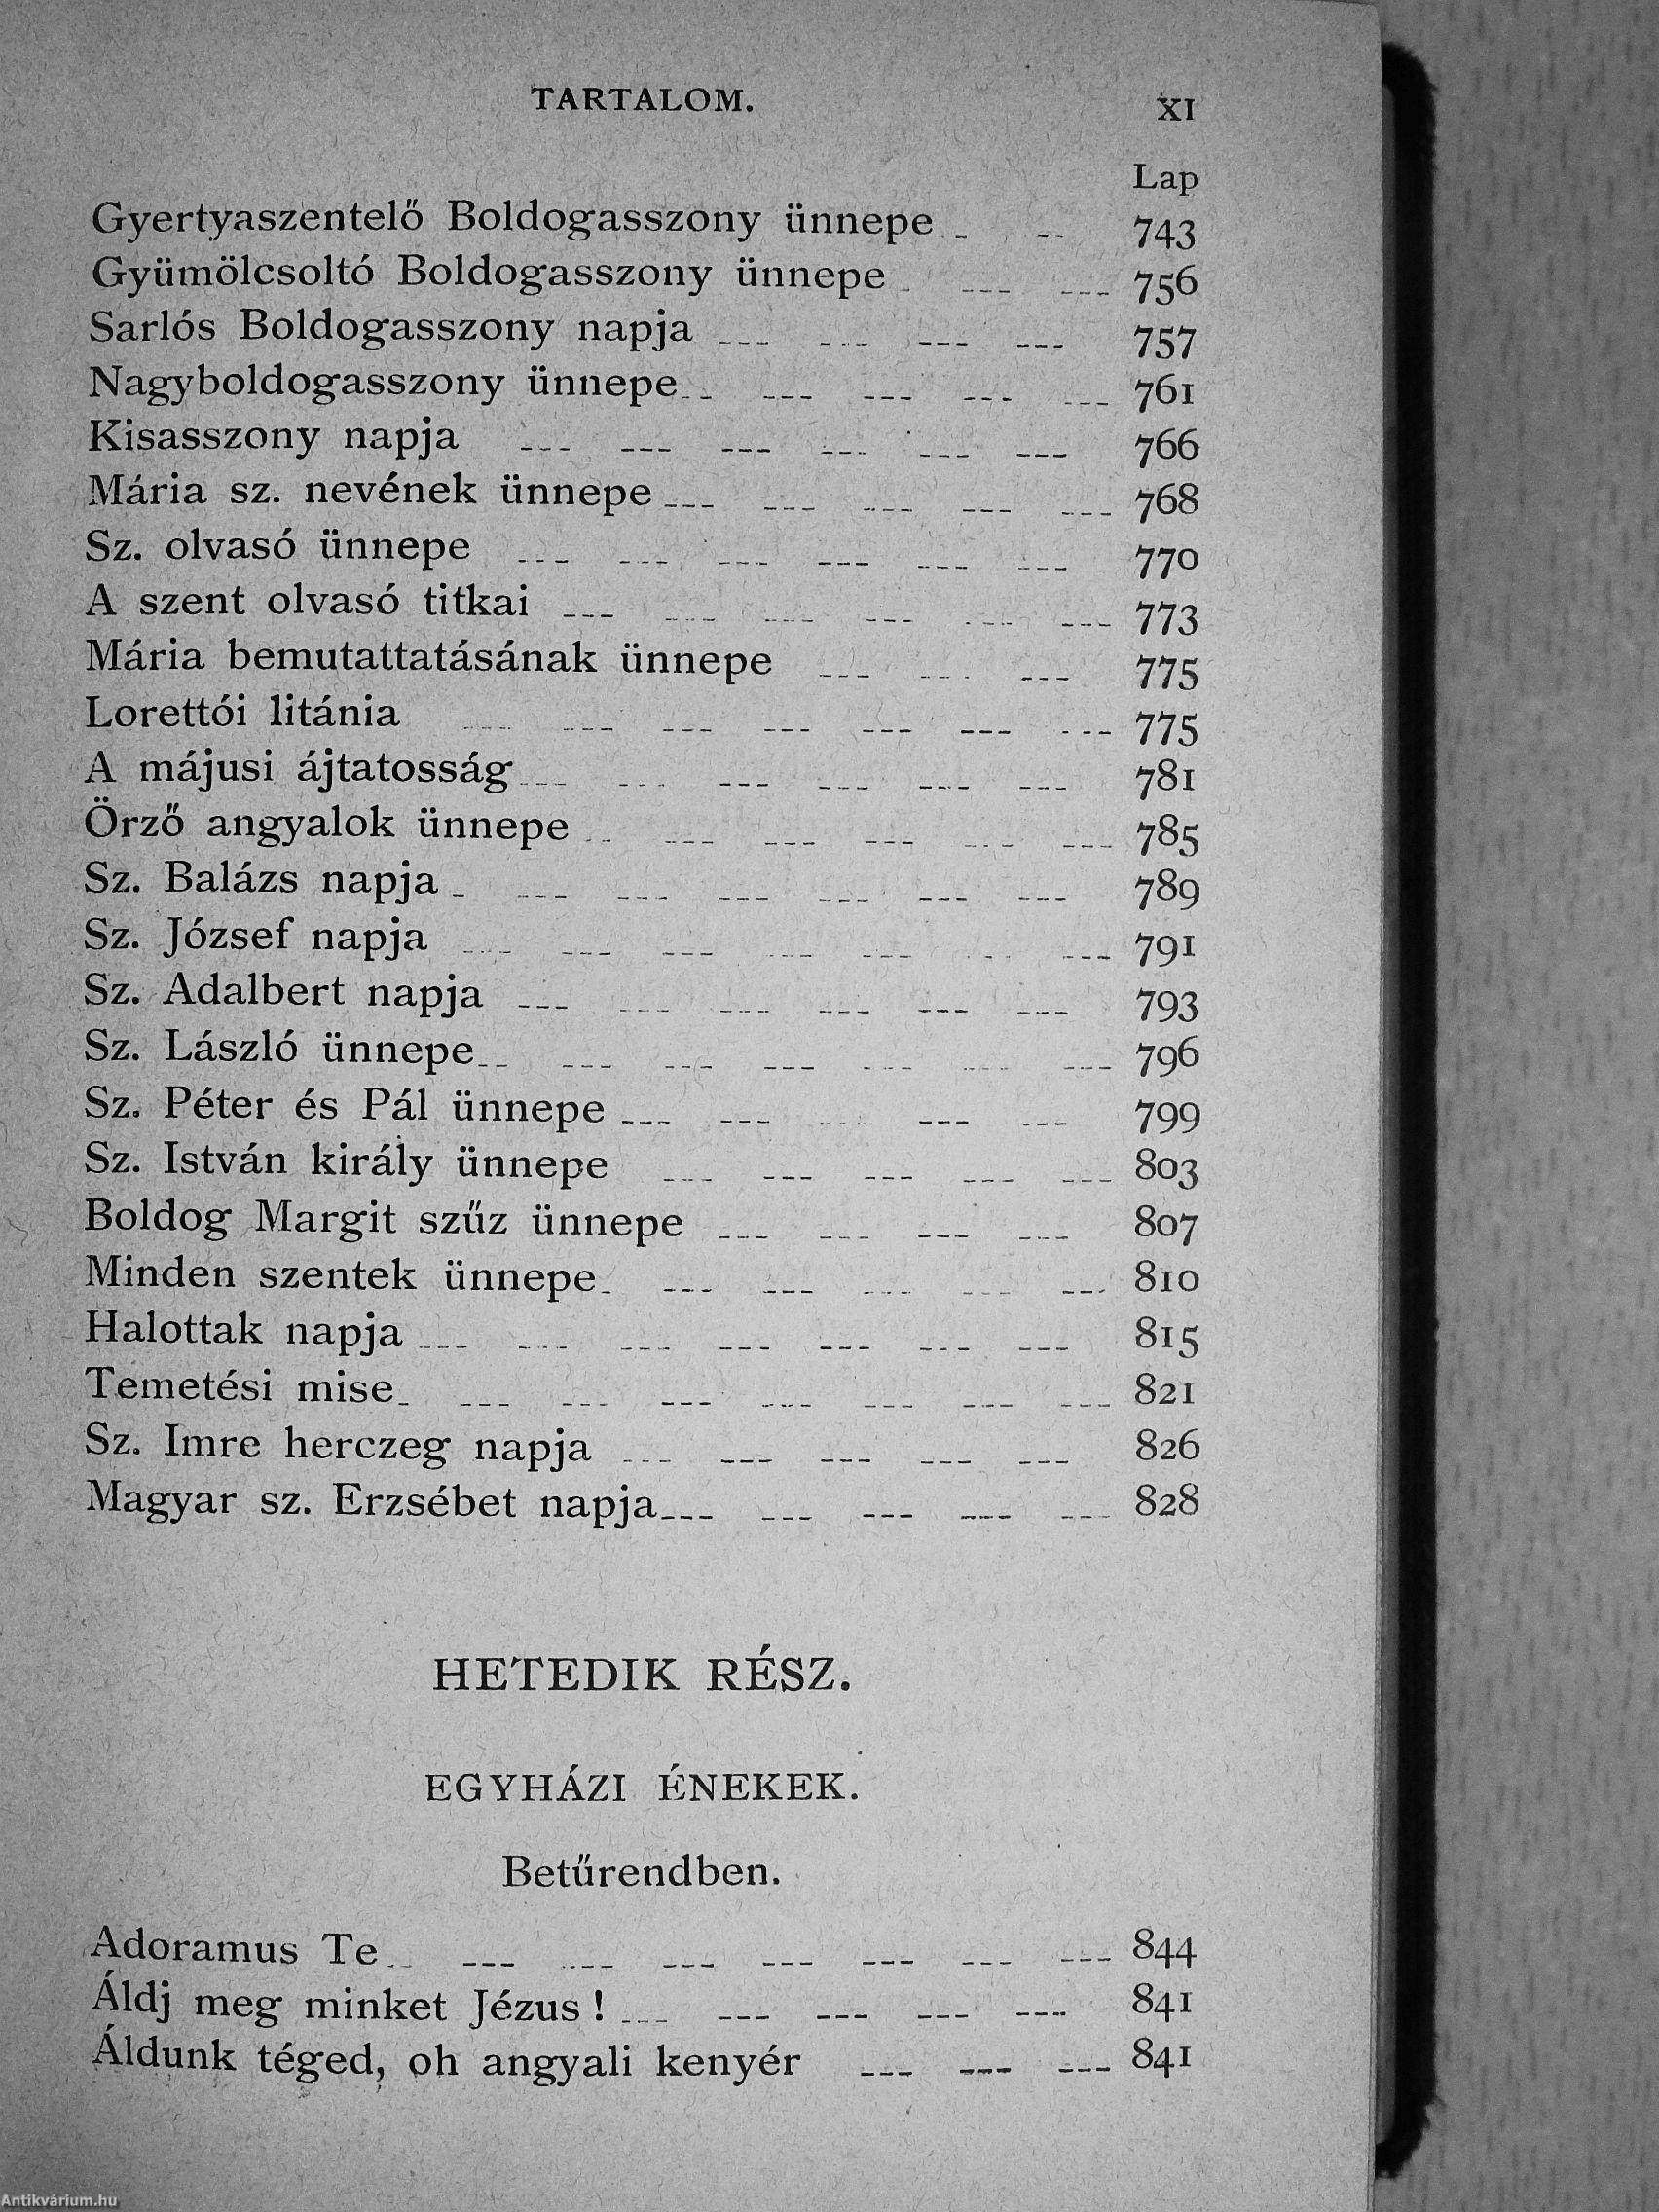 TARTALOM. XI
Lap
Gyertyaszentelő Boldogasszony ünnepe 743
Gyümölcsoltó Boldogasszony ünnepe 756
Sarlós Boldogasszony napja 757
Nagyboldogasszony ünnepe 761
Kisasszony napja 766
Mária sz. nevének ünnepe 768
Sz. olvasó ünnepe 770
A szent olvasó titkai 773
Mária bemutattatásának ünnepe 775
Lorettói litánia 775
A májusi ájtatosság 781
Örző angyalok ünnepe 785
Sz. Balázs napja 789
Sz. József napja 791
Sz. Adalbert napja 793
Sz. László ünnepe 796
Sz. Péter és Pál ünnepe 799
Sz. István király ünnepe 803
Boldog Margit szűz ünnepe 807
Minden szentek ünnepe 810
Halottak napja 815
Temetési mise 821
Sz. Imre herczeg napja 826
Magyar sz. Erzsébet napja 828
HETEDIK RÉSZ.
EGYHÁZI ÉNEKEK.
Betűrendben.
Adoramus Te 844
Áldj meg minket Jézus! 841
Áldunk téged, oh angyali kenyér 841
Antikvárium.hu